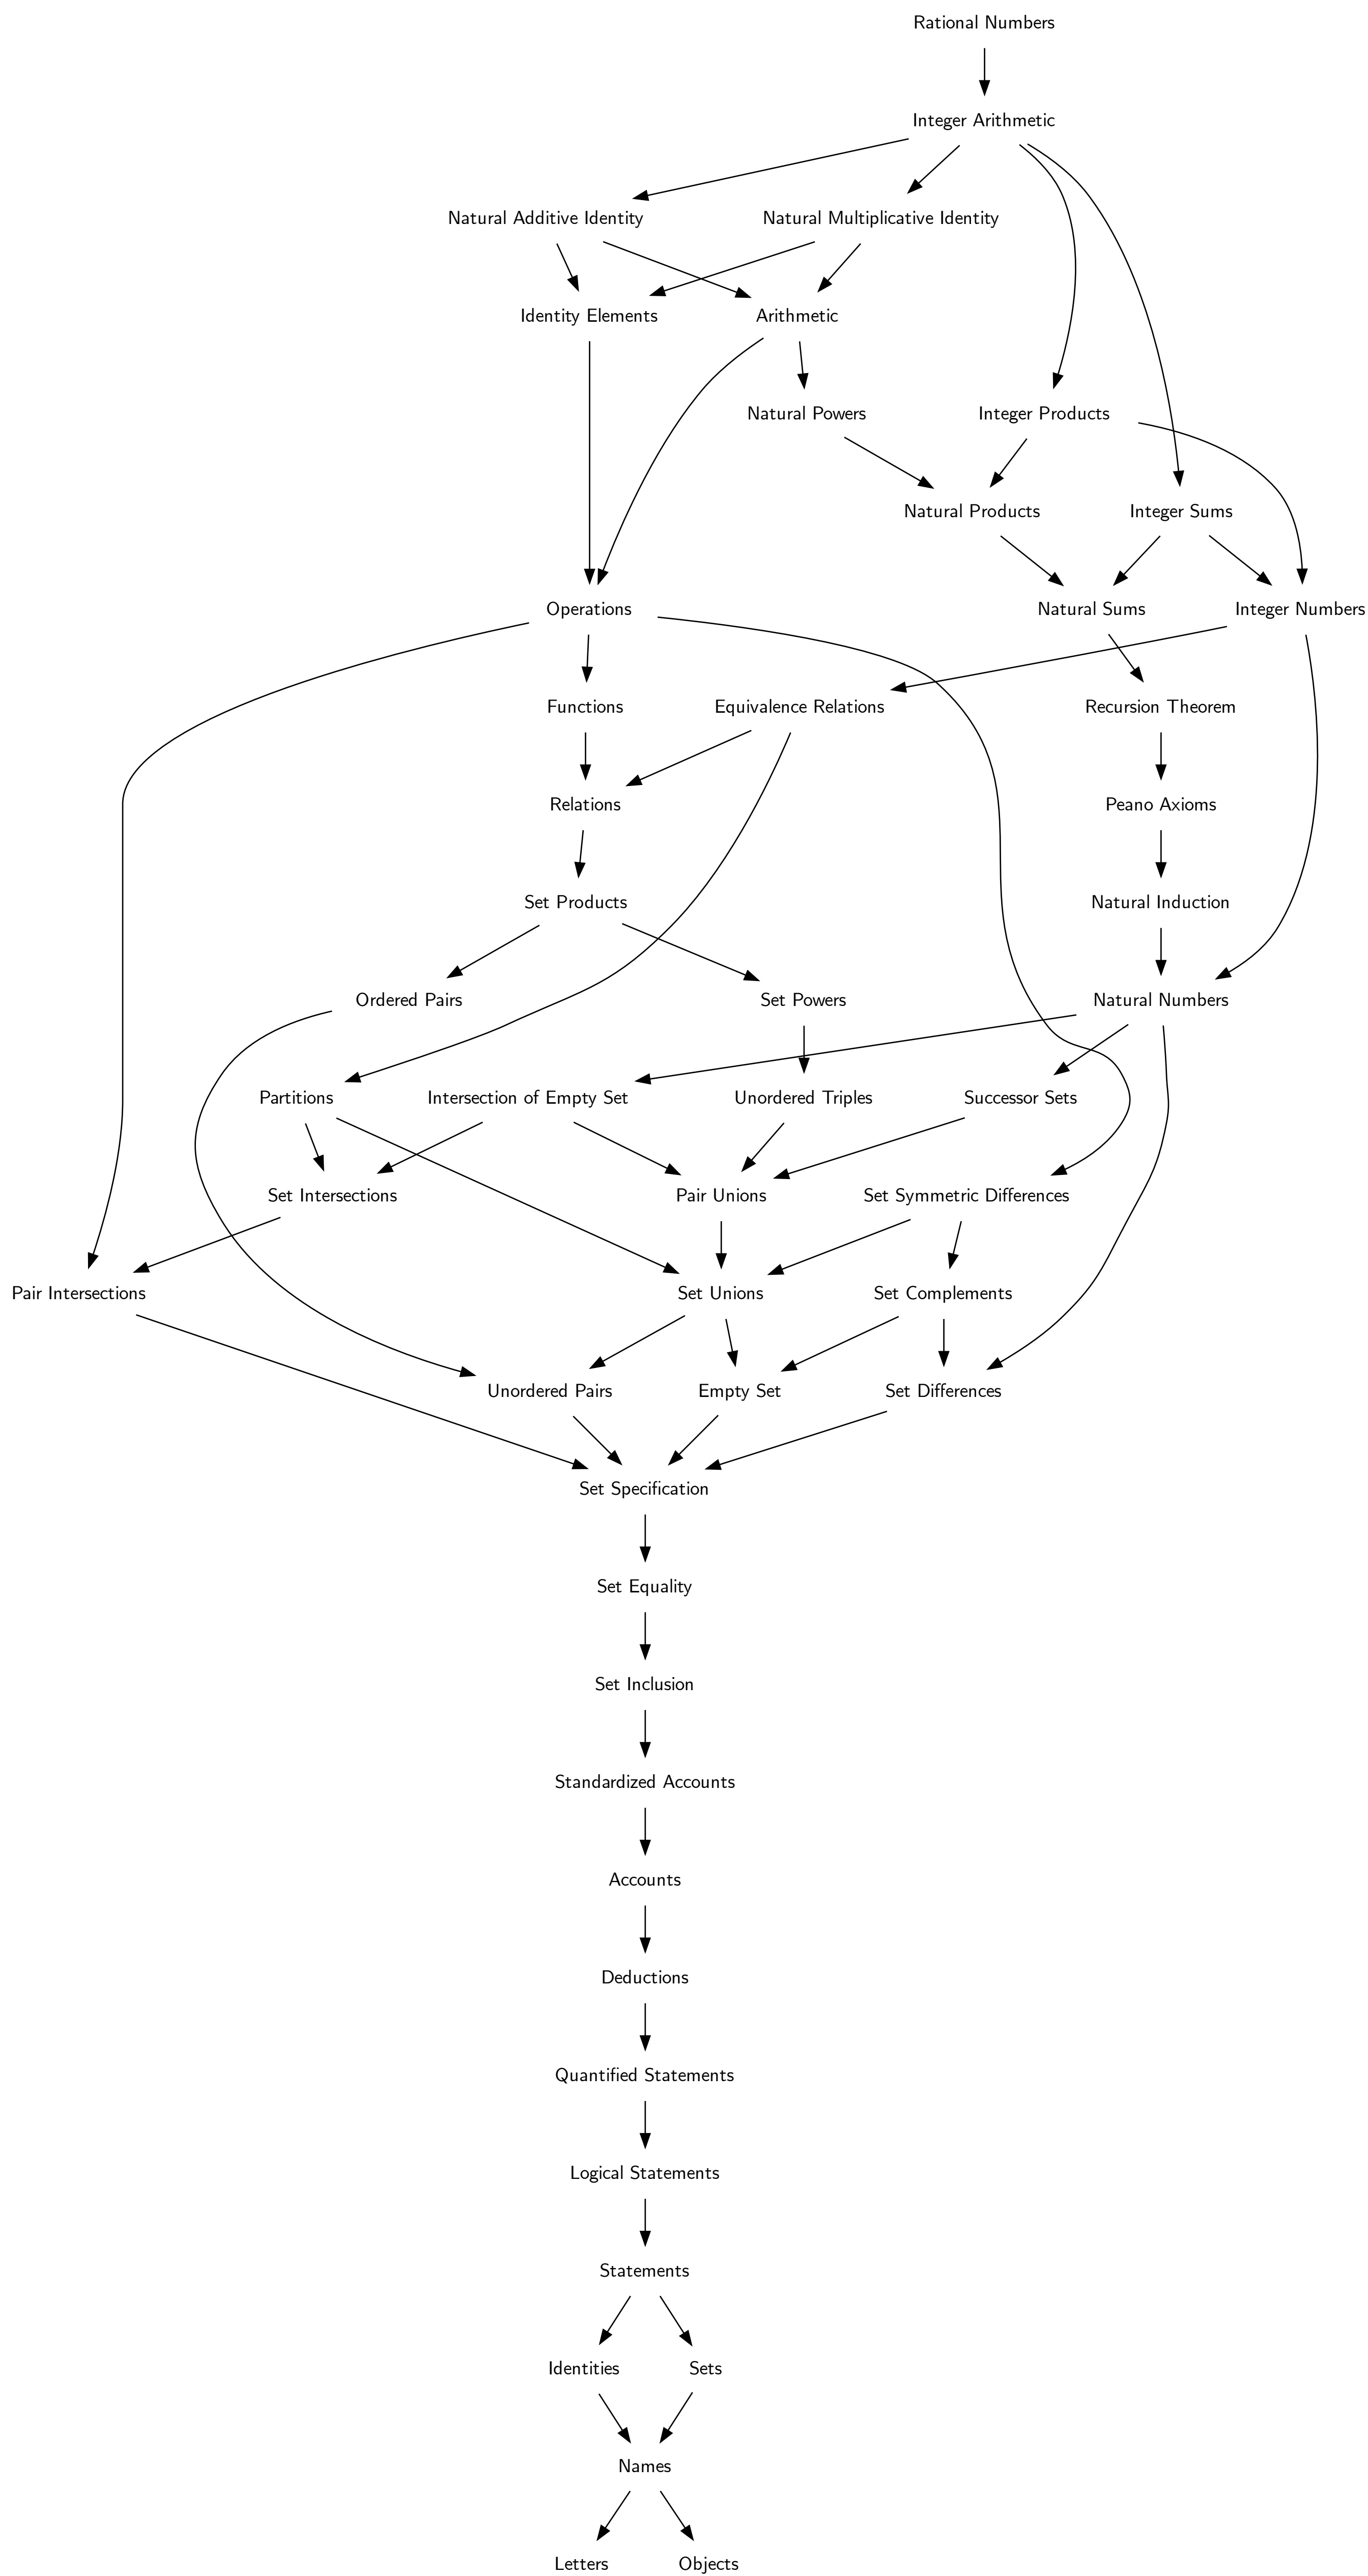 Rational Numbers
Integer Arithmetic
Natural Additive Identity
Natural Multiplicative Identity
Identity Elements
Arithmetic
Natural Powers
Integer Products
Natural Products
Integer Sums
Operations
Natural Sums
Integer Numbers
Functions
Equivalence Relations
Recursion Theorem
Relations
Peano Axioms
Set Products
Natural Induction
Ordered Pairs
Set Powers
Natural Numbers
Partitions
Intersection of Empty Set
Unordered Triples
Successor Sets
Set Intersections
Pair Unions
Set Symmetric Differences
Pair Intersections
Set Unions
Set Complements
Unordered Pairs
Empty Set
Set Differences
Set Specification
Set Equality
Set Inclusion
Standardized Accounts
Accounts
Deductions
Quantified Statements
Logical Statements
Statements
Identities
Sets
Names
Letters
Objects